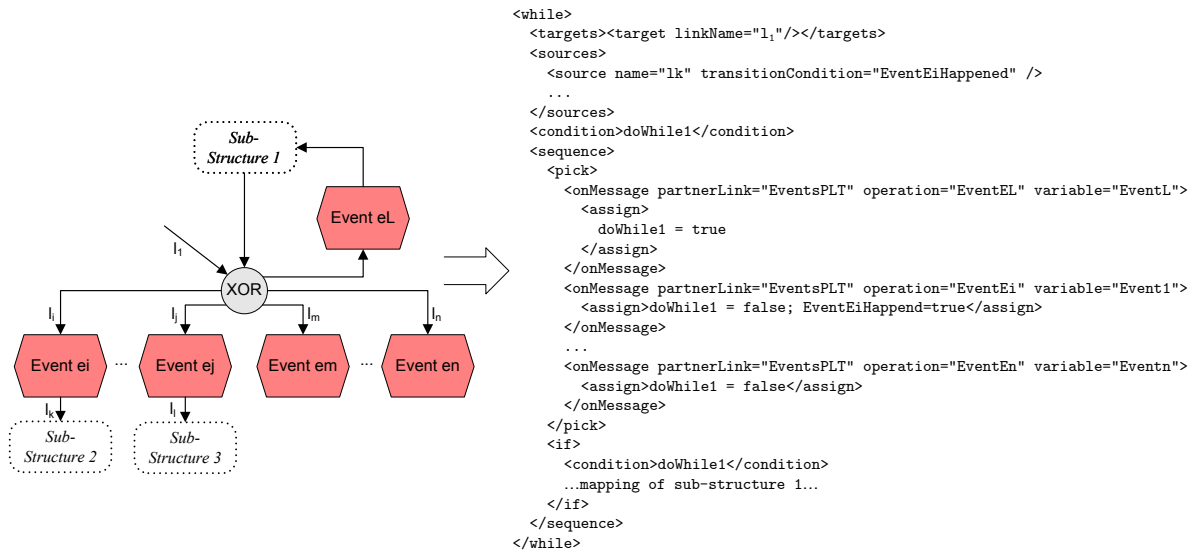 Sub-
Structure 1
Event eL
l1
XOR
li
lj
lm
ln
Event ei
...
Event ej
Event em
...
Event en
lk
ll
Sub-
Structure 2
Sub-
Structure 3
<while>
<targets><target linkName="l1"/></targets>
<sources>
<source name="lk" transitionCondition="EventEiHappened" />
...
</sources>
<condition>doWhile1</condition>
<sequence>
<pick>
<onMessage partnerLink="EventsPLT" operation="EventEL" variable="EventL">
<assign>
doWhile1 = true
</assign>
</onMessage>
<onMessage partnerLink="EventsPLT" operation="EventEi" variable="Event1">
<assign>doWhile1 = false; EventEiHappend=true</assign>
</onMessage>
...
<onMessage partnerLink="EventsPLT" operation="EventEn" variable="Eventn">
<assign>doWhile1 = false</assign>
</onMessage>
</pick>
<if>
<condition>doWhile1</condition>
...mapping of sub-structure 1...
</if>
</sequence>
</while>